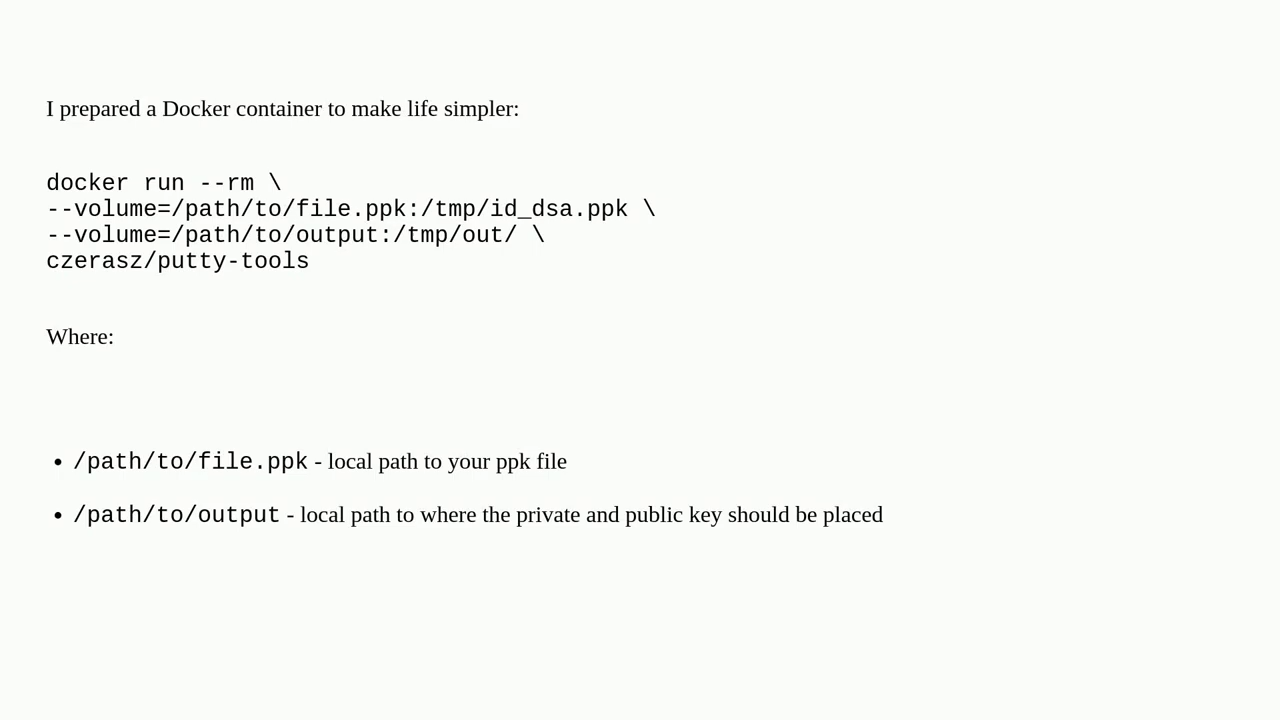 I prepared a Docker container to make life simpler:
docker run --rm \
--volume=/path/to/file.ppk:/tmp/id_dsa.ppk \
--volume=/path/to/output:/tmp/out/ \
czerasz/putty-tools
Where:
• /path/to/file.ppk - local path to your ppk file
• /path/to/output - local path to where the private and public key should be placed